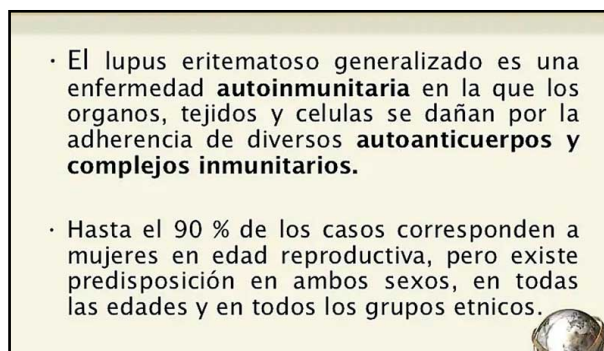 · El lupus eritematoso generalizado es una
enfermedad autoinmunitaria en la que los
organos, tejidos y celulas se dañan por la
adherencia de diversos autoanticuerpos y
complejos inmunitarios.
· Hasta el 90 % de los casos corresponden a
mujeres en edad reproductiva, pero existe
predisposición en ambos sexos, en todas
las edades y en todos los grupos etnicos.